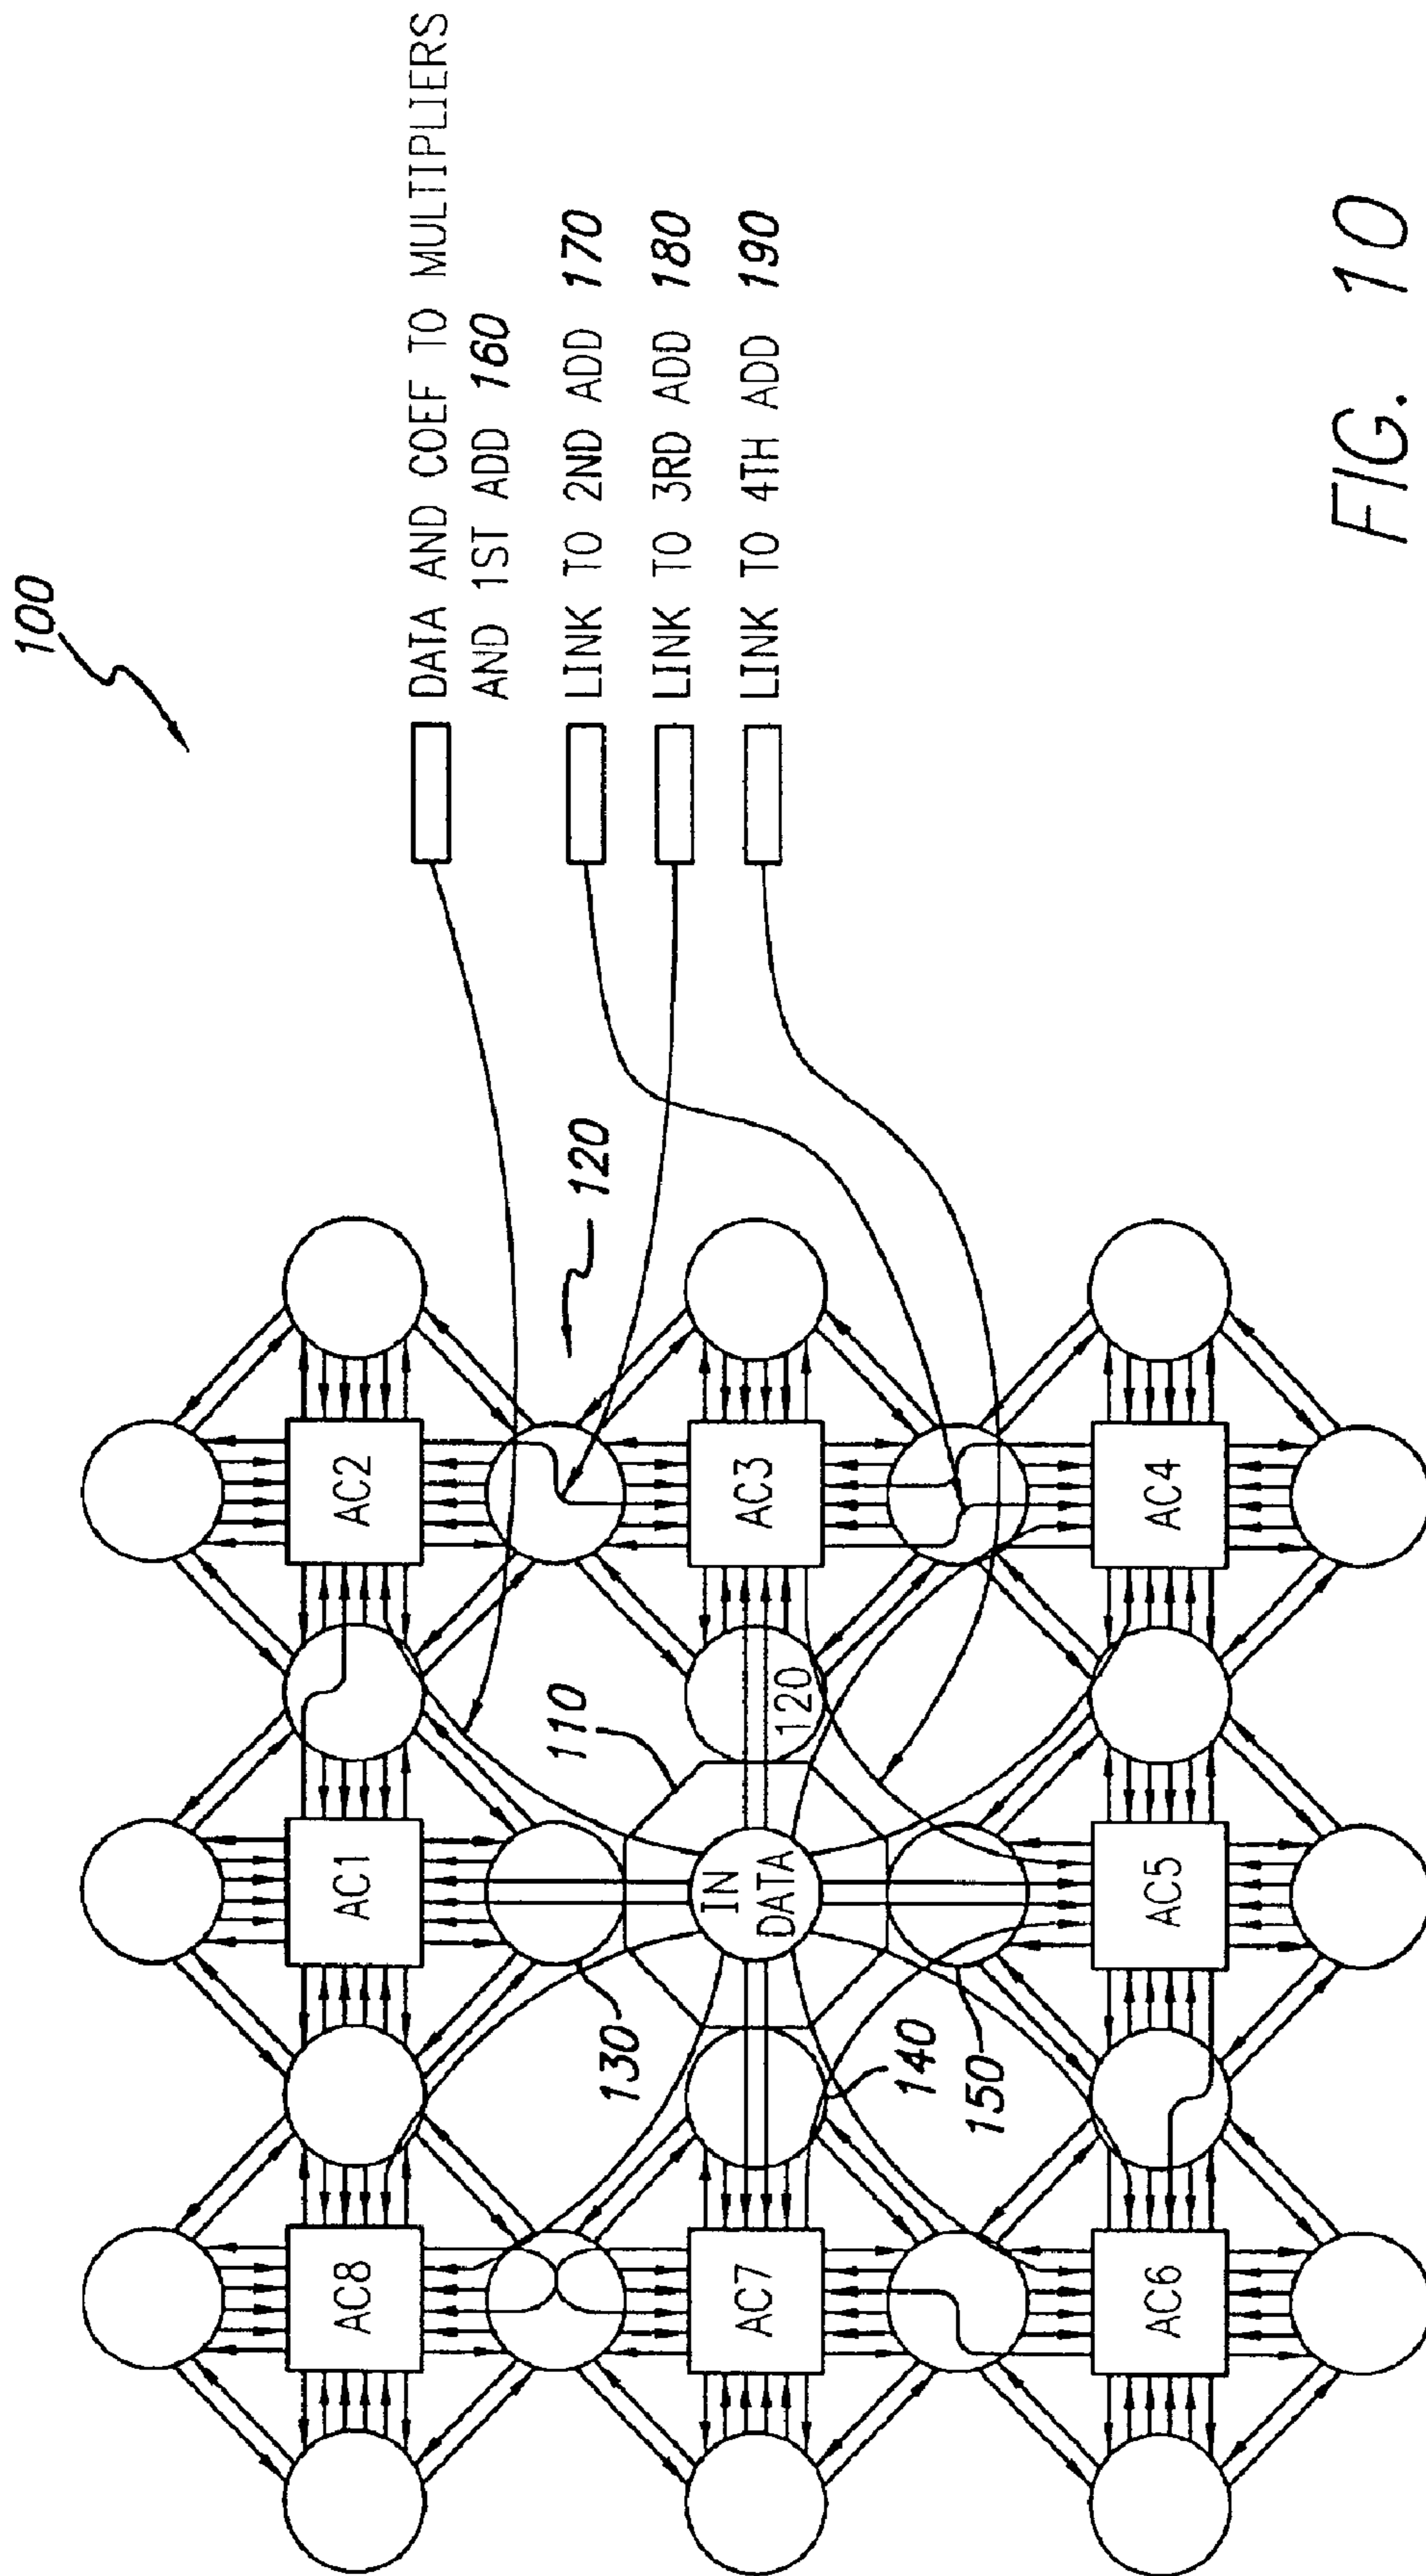 100
DATA AND COEF TO MULTIPLIERS
AND 1ST ADD 160
LINK TO 2ND ADD 170
LINK TO 3RD ADD 180
LINK TO 4TH ADD 190
120
AC8
AC1
AC2
130
110
AC7
IN
DATA
120
AC3
140
150
AC6
AC5
AC4
FIG. 10